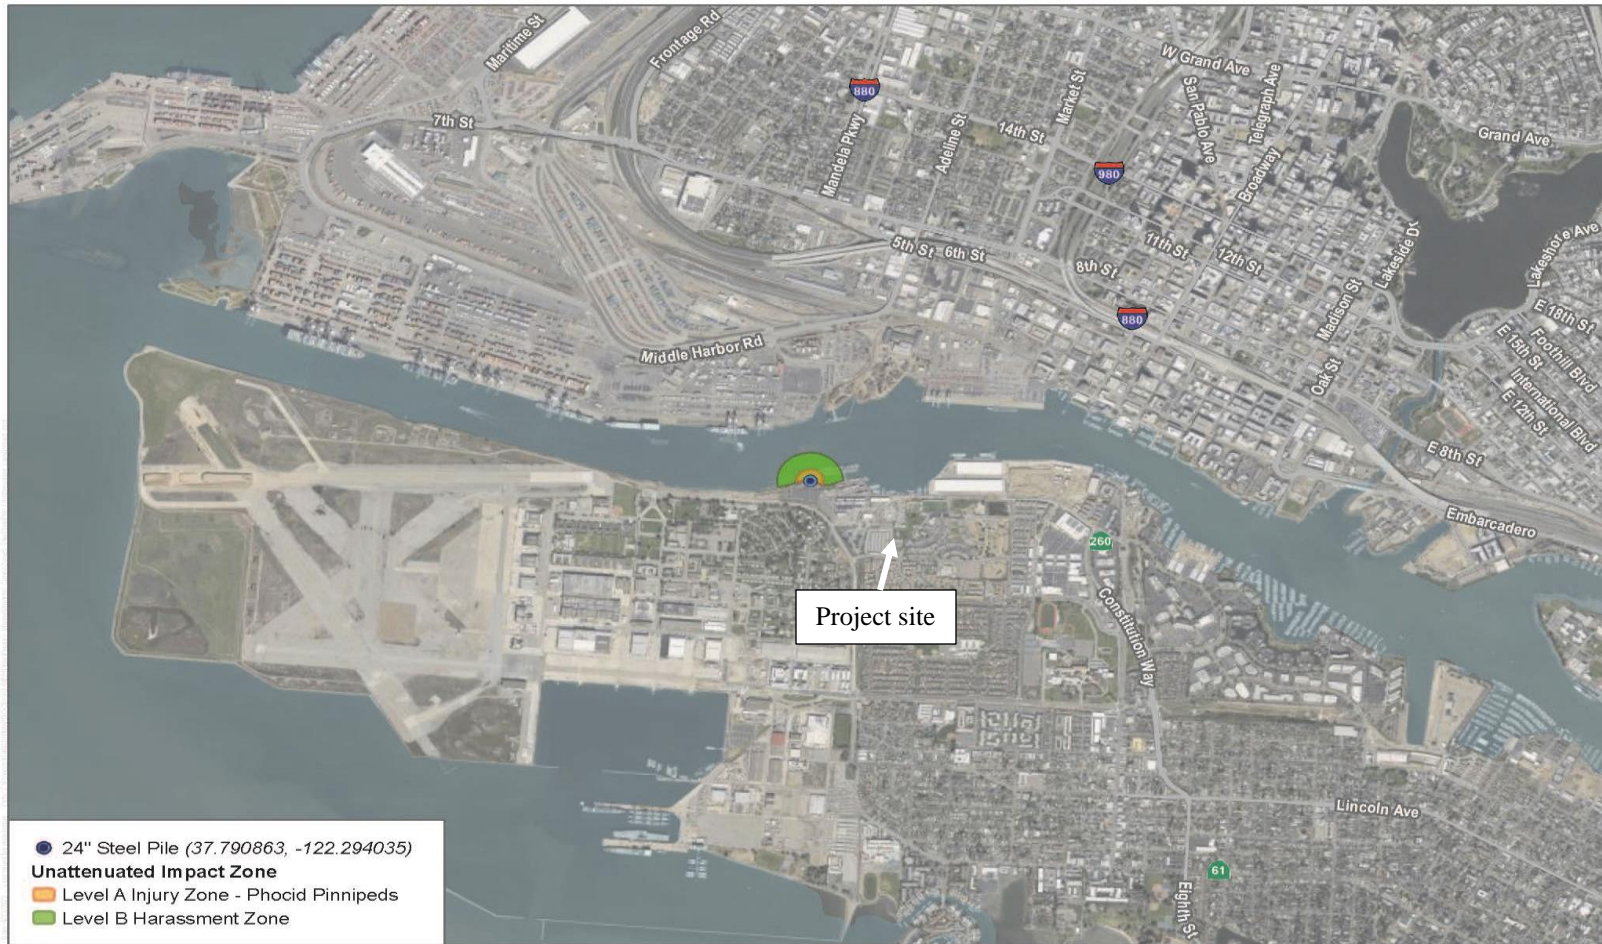 Maritime St
Frontage Rd
W Grand Ave
San Pablo Ave
Telegraph Ave
Market St
880
7th St
Mandela Pkwy
Adeline St
14th St
Grand Ave
980
Broadway
Lakeside Dr
Lakeshore Ave
5th St
6th St
11th St
12th St
8th St
Madison St
880
E 18th St
Foothill Blvd
E 15th St
International Blvd
E 12th St
Middle Harbor Rd
Oak St
E 8th St
Embarcadero
260
Constitution Way
Project site
Lincoln Ave
61
Eighth St
24" Steel Pile (37.790863, -122.294035)
Unattenuated Impact Zone
Level A Injury Zone - Phocid Pinnipeds
Level B Harassment Zone